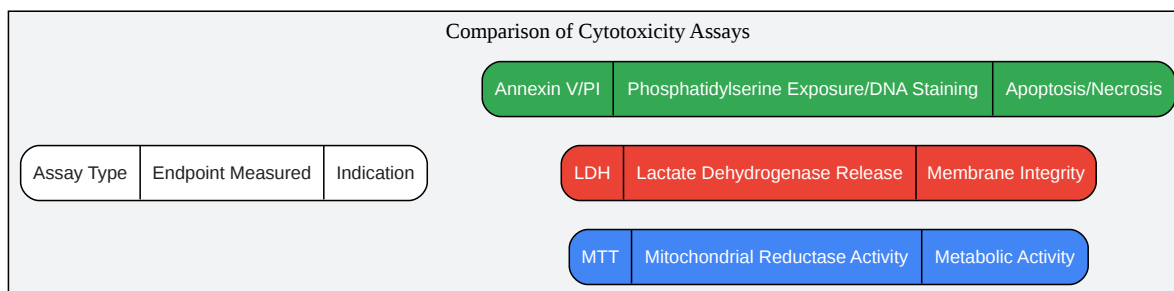 Comparison of Cytotoxicity Assays
Annexin V/PI Phosphatidylserine Exposure/DNA Staining Apoptosis/Necrosis
Assay Type Endpoint Measured Indication
LDH Lactate Dehydrogenase Release Membrane Integrity
MTT Mitochondrial Reductase Activity Metabolic Activity